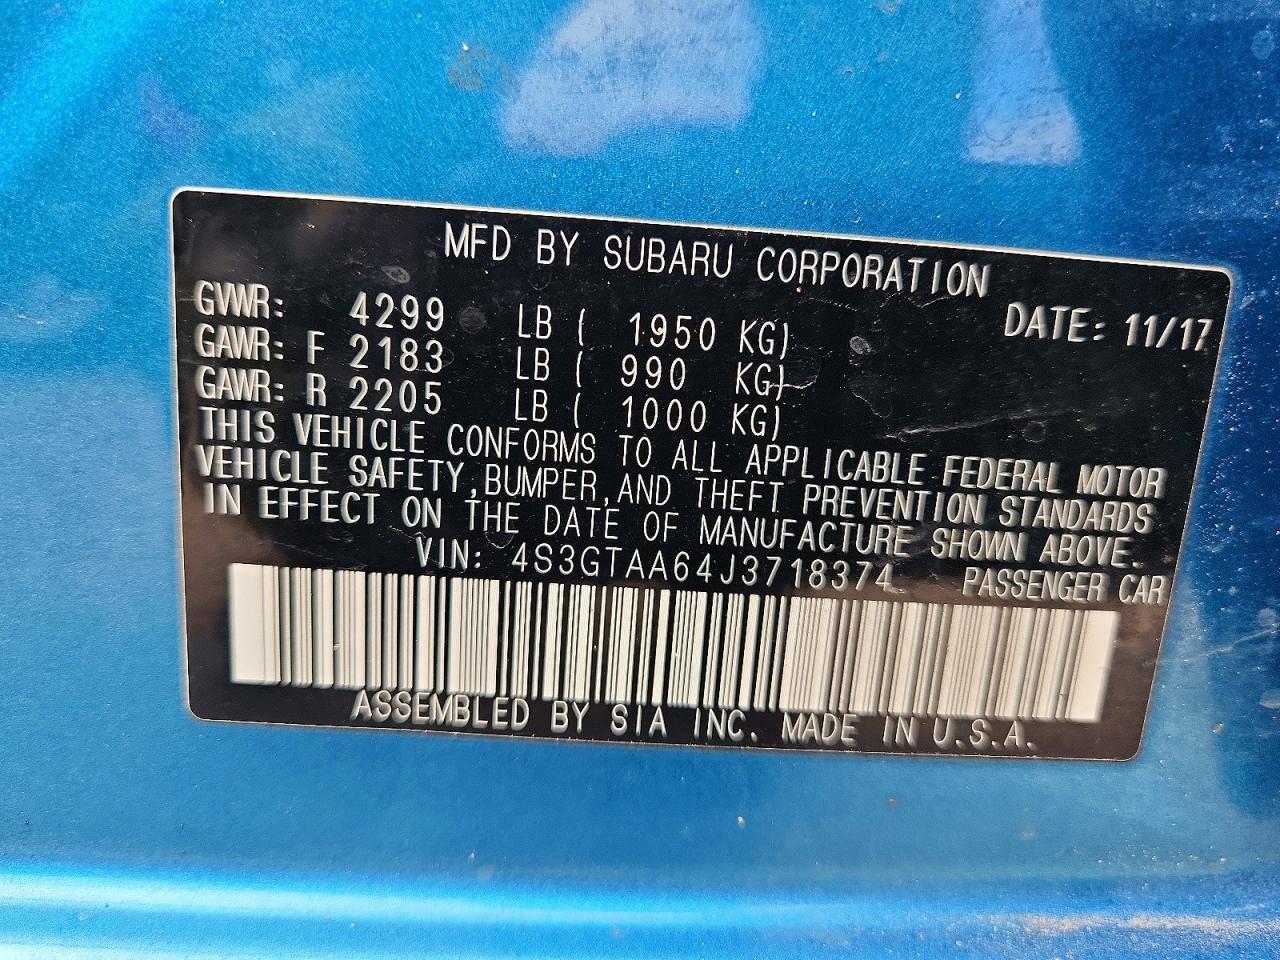 MFD BY SUBARU CORPORATION
DATE: 11/17
GVWR: 4299 LB ( 1950 KG)
GAWR: F 2183 LB ( 990 KG)
GAWR: R 2205 LB ( 1000 KG)
THIS VEHICLE CONFORMS TO ALL APPLICABLE FEDERAL MOTOR
VEHICLE SAFETY, BUMPER, AND THEFT PREVENTION STANDARDS
IN EFFECT ON THE DATE OF MANUFACTURE SHOWN ABOVE.
VIN: 4S3GTAA64J3718374 PASSENGER CAR
ASSEMBLED BY SIA INC. MADE IN U.S.A.